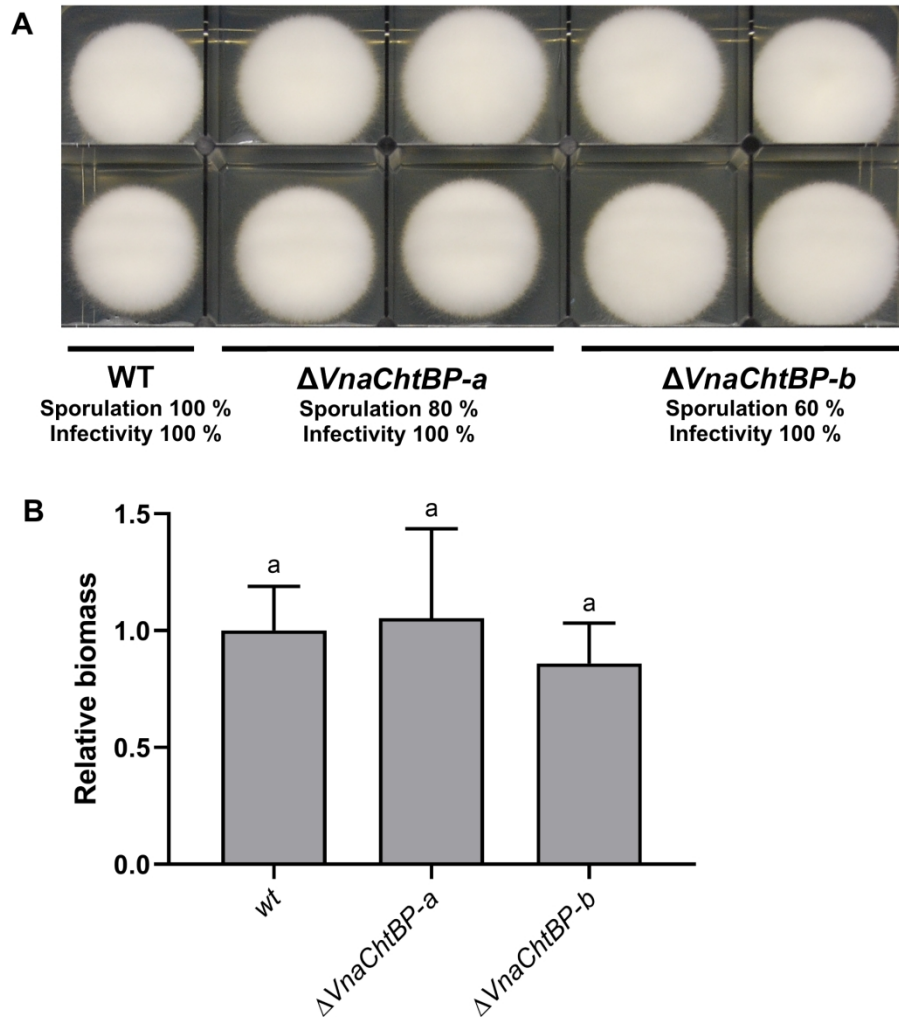 A
WT
Sporulation 100 %
Infectivity 100 %
ΔVnaChtBP-a
Sporulation 80 %
Infectivity 100 %
ΔVnaChtBP-b
Sporulation 60 %
Infectivity 100 %
B
Relative biomass
1.5
1.0
0.5
0.0
a
a
a
wt
ΔVnaChtBP-a
ΔVnaChtBP-b